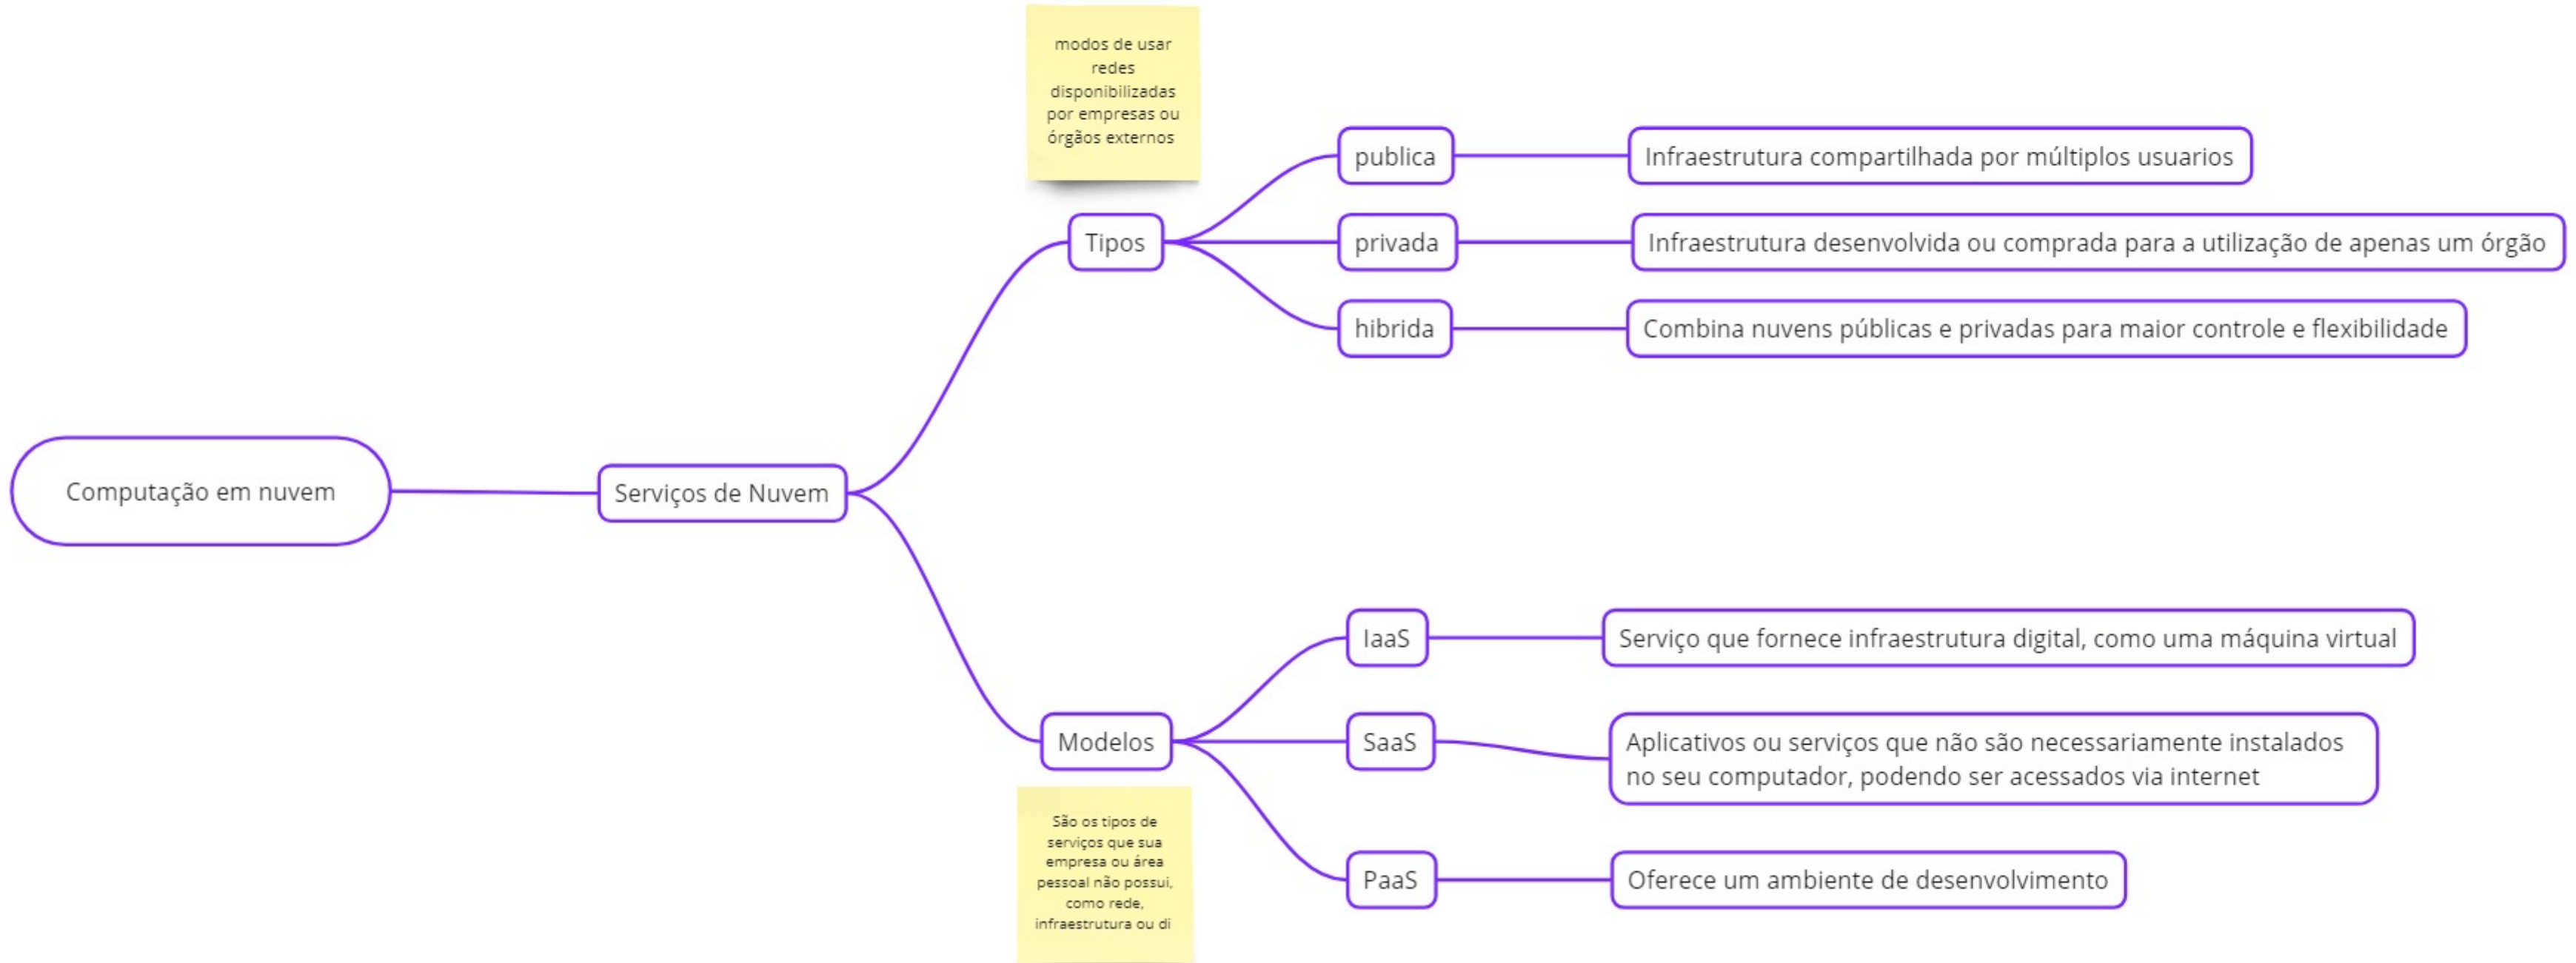 modos de usar
redes
disponibilizadas
por empresas ou
órgãos externos
publica
Infraestrutura compartilhada por múltiplos usuarios
Tipos
privada
Infraestrutura desenvolvida ou comprada para a utilização de apenas um órgão
hibrida
Combina nuvens públicas e privadas para maior controle e flexibilidade
Computação em nuvem
Serviços de Nuvem
IaaS
Serviço que fornece infraestrutura digital, como uma máquina virtual
Modelos
SaaS
Aplicativos ou serviços que não são necessariamente instalados
no seu computador, podendo ser acessados via internet
São os tipos de
serviços que sua
empresa ou área
pessoal não possui,
como rede,
infraestrutura ou di
PaaS
Oferece um ambiente de desenvolvimento